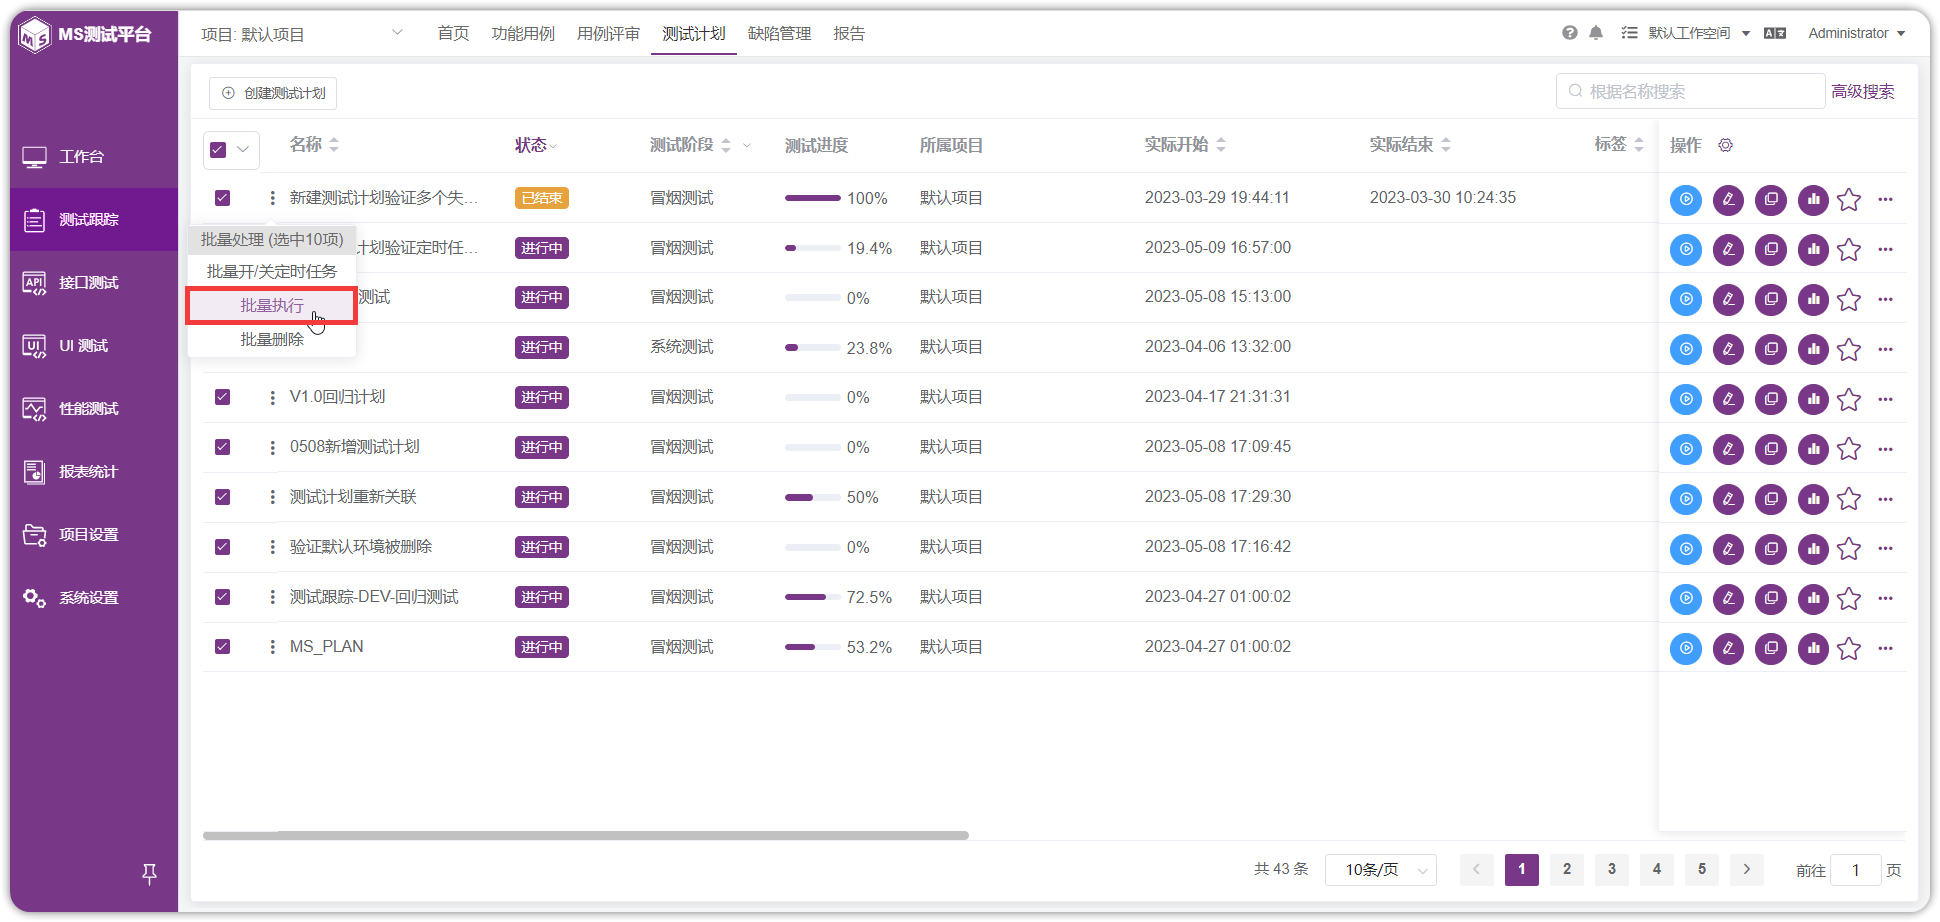 MS测试平台
项目: 默认项目
首页 功能用例 用例评审 测试计划 缺陷管理 报告
默认工作空间 Administrator
工作台
测试跟踪
接口测试
UI 测试
性能测试
报表统计
项目设置
系统设置
创建测试计划
根据名称搜索 高级搜索
名称 状态 测试阶段 测试进度 所属项目 实际开始 实际结束 标签 操作
新建测试计划验证多个失... 已结束 冒烟测试 100% 默认项目 2023-03-29 19:44:11 2023-03-30 10:24:35
批量处理 (选中10项)
批量开/关定时任务
批量执行
批量删除
计划验证定时任... 进行中 冒烟测试 19.4% 默认项目 2023-05-09 16:57:00
测试 进行中 冒烟测试 0% 默认项目 2023-05-08 15:13:00
进行中 系统测试 23.8% 默认项目 2023-04-06 13:32:00
V1.0回归计划 进行中 冒烟测试 0% 默认项目 2023-04-17 21:31:31
0508新增测试计划 进行中 冒烟测试 0% 默认项目 2023-05-08 17:09:45
测试计划重新关联 进行中 冒烟测试 50% 默认项目 2023-05-08 17:29:30
验证默认环境被删除 进行中 冒烟测试 0% 默认项目 2023-05-08 17:16:42
测试跟踪-DEV-回归测试 进行中 冒烟测试 72.5% 默认项目 2023-04-27 01:00:02
MS_PLAN 进行中 冒烟测试 53.2% 默认项目 2023-04-27 01:00:02
共 43 条 10条/页 1 2 3 4 5 前往 1 页